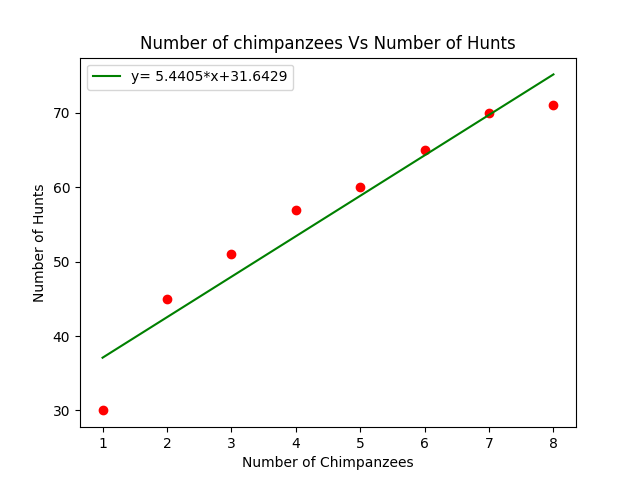 Number of chimpanzees Vs Number of Hunts
y= 5.4405*x+31.6429
Number of Hunts
70
60
50
40
30
1 2 3 4 5 6 7 8
Number of Chimpanzees